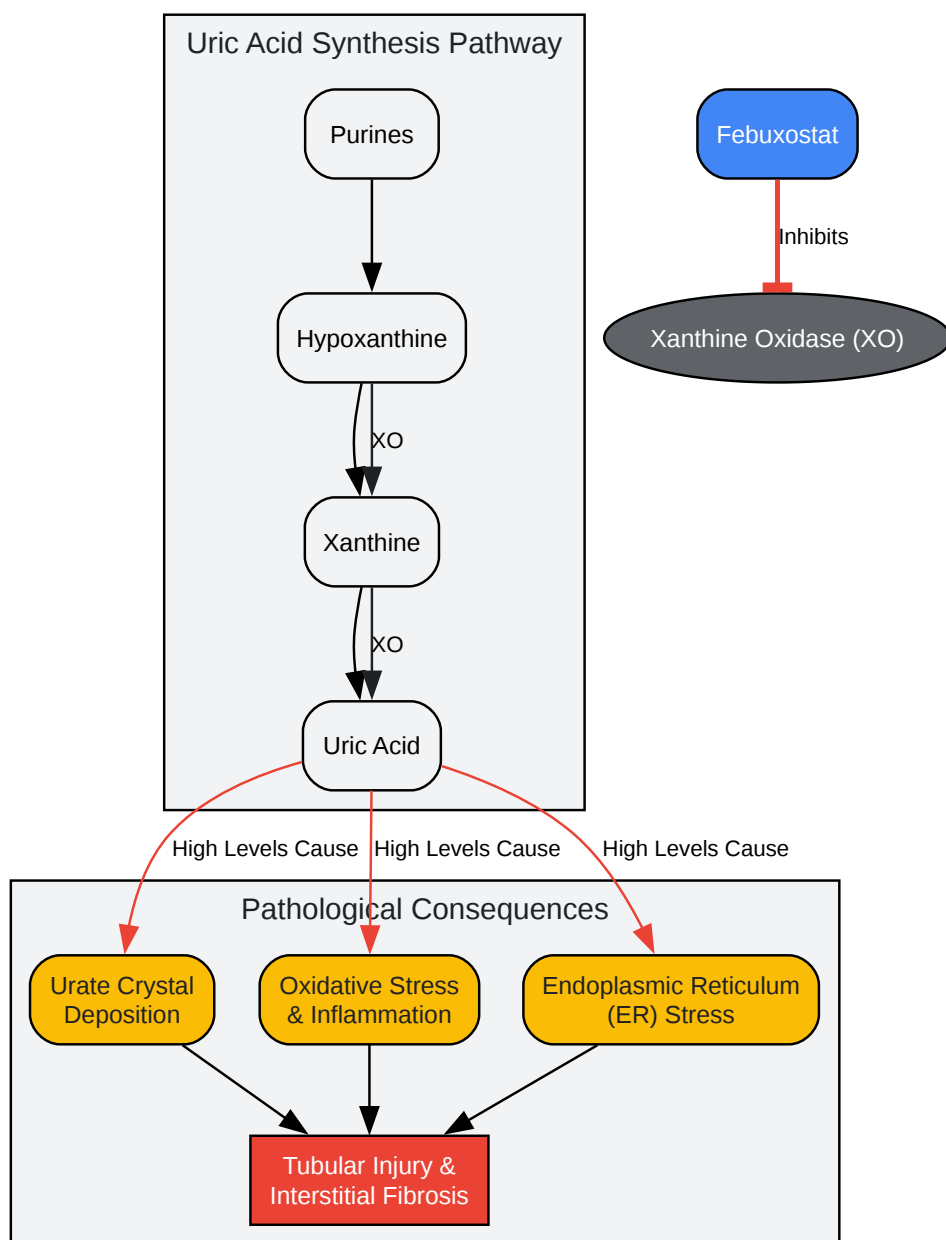 Uric Acid Synthesis Pathway
Purines
Febuxostat
Inhibits
Hypoxanthine
Xanthine Oxidase (XO)
XO
Xanthine
XO
Uric Acid
High Levels Cause
High Levels Cause
High Levels Cause
Pathological Consequences
Urate Crystal
Deposition
Oxidative Stress
& Inflammation
Endoplasmic Reticulum
(ER) Stress
Tubular Injury &
Interstitial Fibrosis